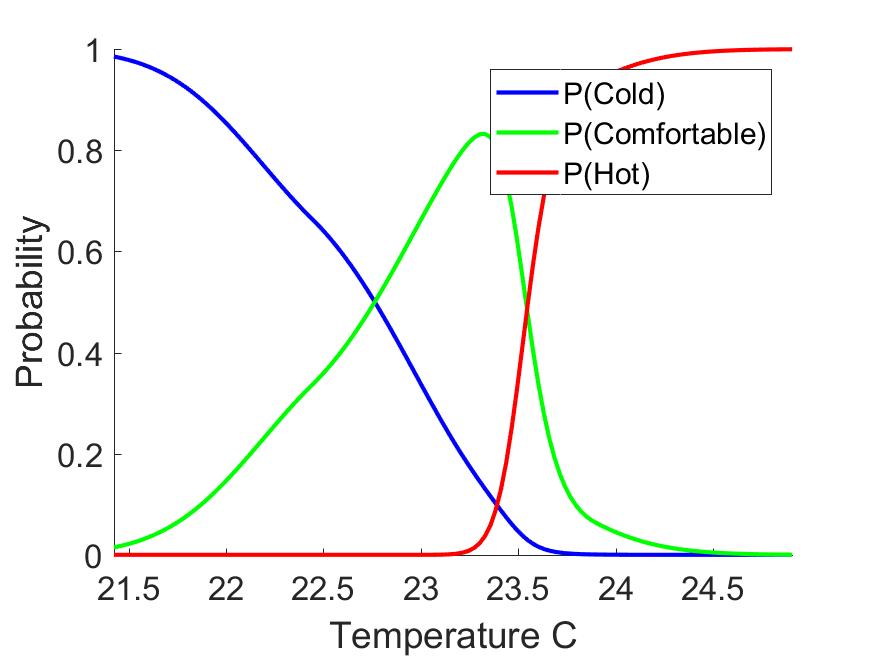 1
0.8
0.6
0.4
0.2
0
Probability
P(Cold)
P(Comfortable)
P(Hot)
21.5 22 22.5 23 23.5 24 24.5
Temperature C